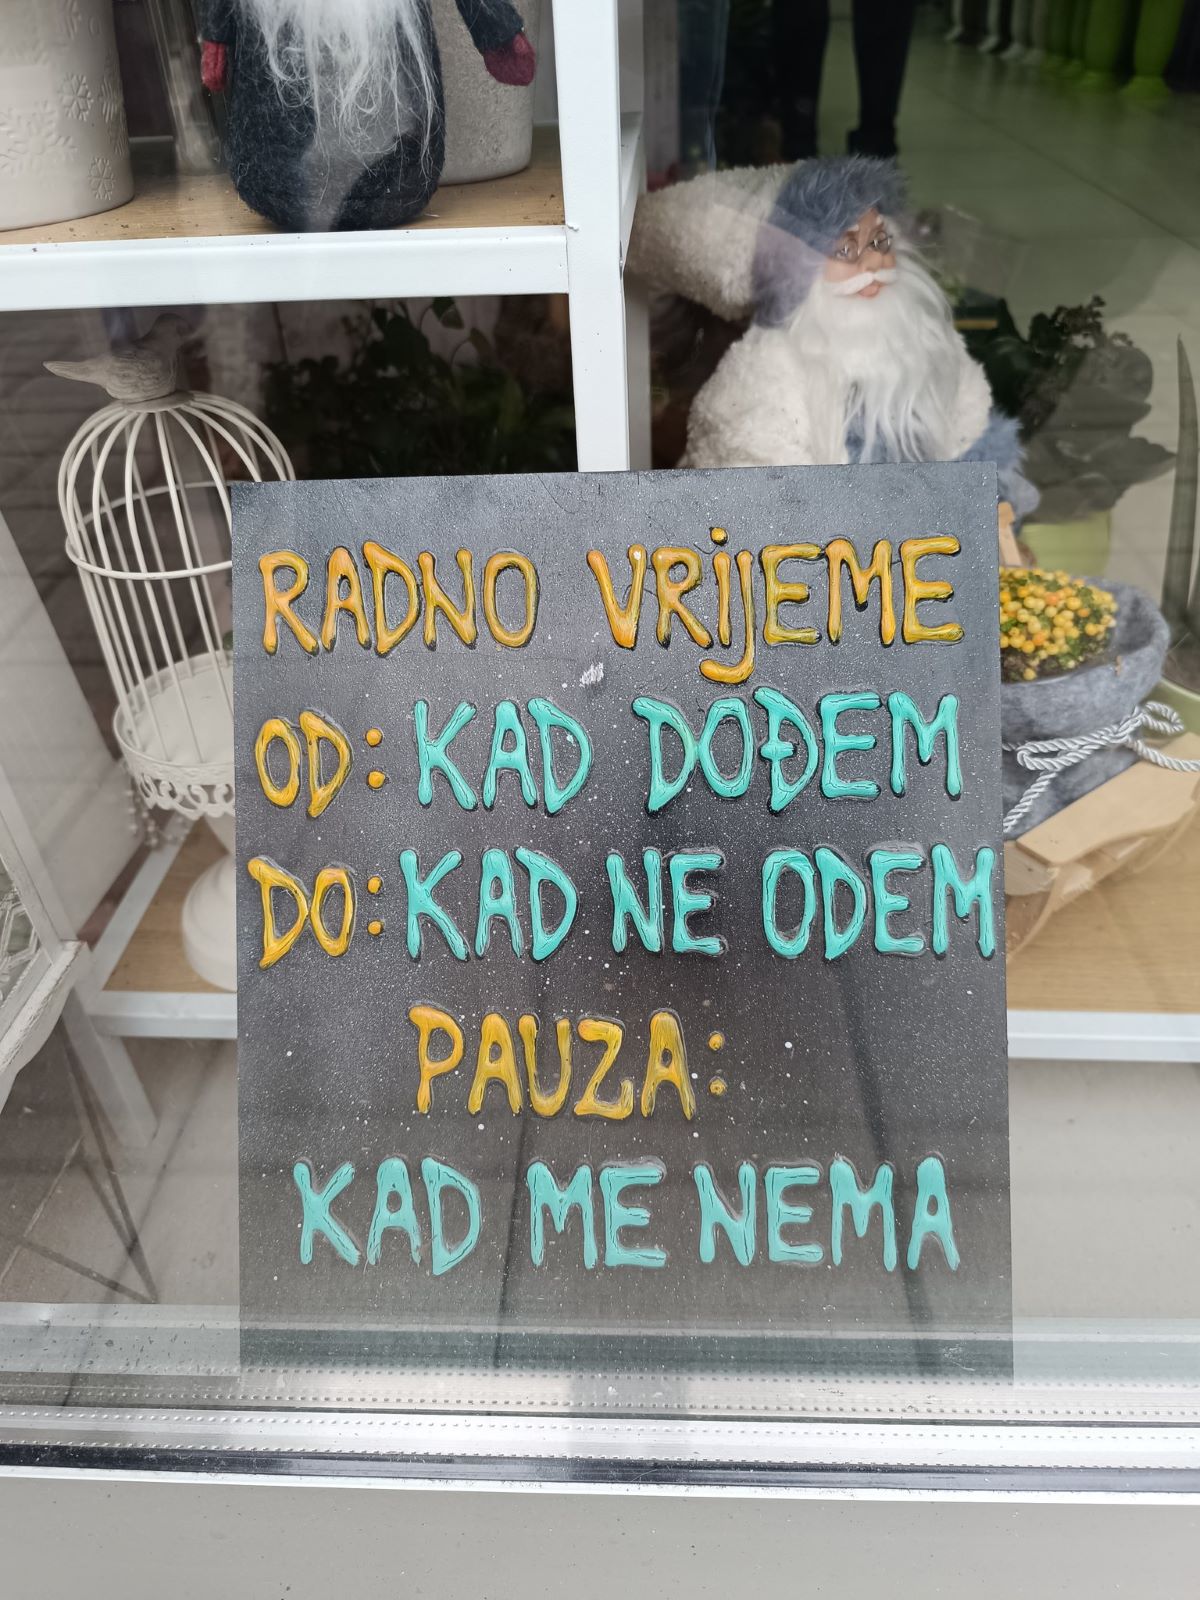 RADNO VRIJEME
OD: KAD DOĐEM
DO: KAD NE ODEM
PAUZA:
KAD ME NEMA